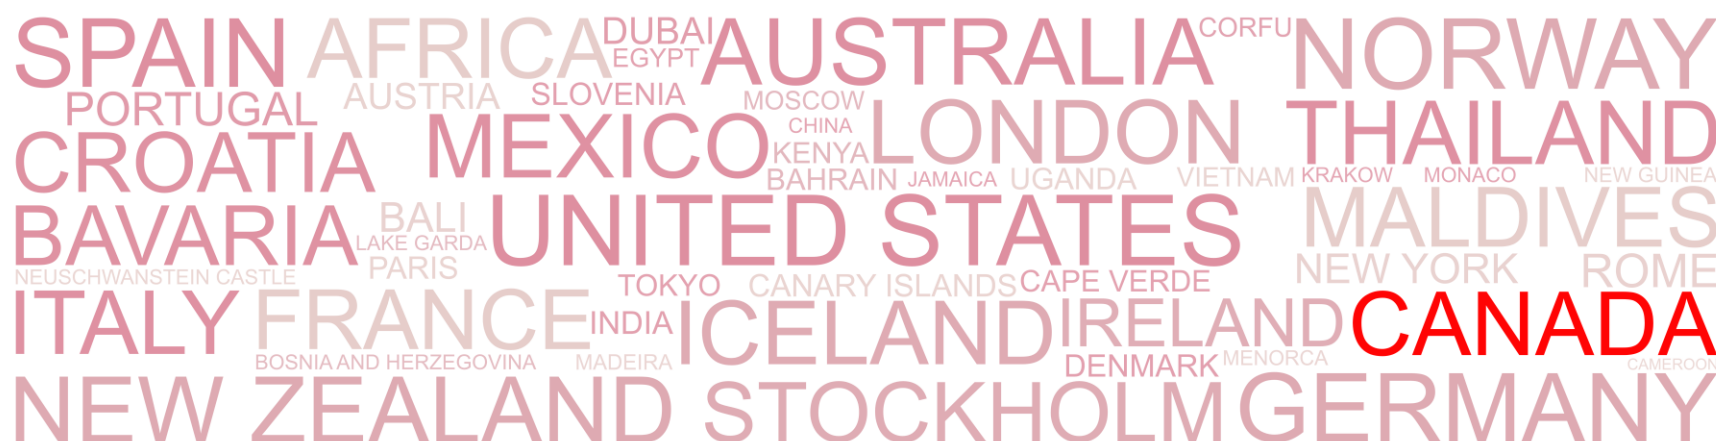 SPAIN AFRICA DUBAI AUSTRALIA CORFU NORWAY
EGYPT
PORTUGAL AUSTRIA SLOVENIA MOSCOW LONDON THAILAND
CROATIA MEXICO CHINA
KENYA
BAHRAIN JAMAICA UGANDA VIETNAM KRAKOW MONACO NEW GUINEA
BAVARIA BALI UNITED STATES MALDIVES
LAKE GARDA
NEUSCHWANSTEIN CASTLE PARIS NEW YORK ROME
TOKYO CANARY ISLANDS CAPE VERDE
ITALY FRANCE INDIA ICELAND IRELAND CANADA
BOSNIA AND HERZEGOVINA MADEIRA DENMARK MENORCA CAMEROON
NEW ZEALAND STOCKHOLM GERMANY